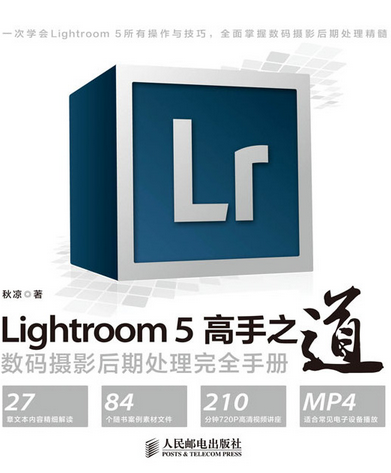 一次学会Lightroom 5所有操作与技巧，全面掌握数码摄影后期处理精髓
Lr
秋凉◎著
Lightroom 5 高手之道
数码摄影后期处理完全手册
27
章文本内容精细解读
84
个随书案例素材文件
210
分钟720P高清视频讲座
MP4
适合常见电子设备播放
人民邮电出版社
POSTS & TELECOM PRESS